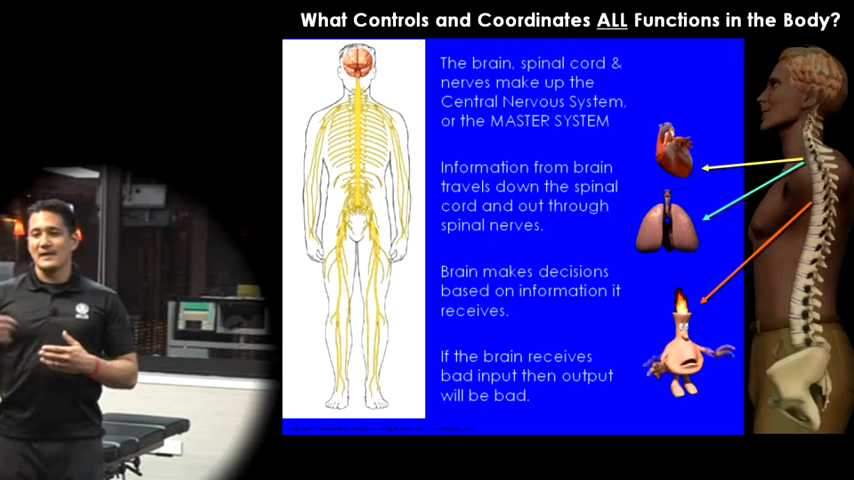 What Controls and Coordinates ALL Functions in the Body?
The brain, spinal cord &
nerves make up the
Central Nervous System,
or the MASTER SYSTEM
Information from brain
travels down the spinal
cord and out through
spinal nerves.
Brain makes decisions
based on information it
receives.
If the brain receives
bad input then output
will be bad.